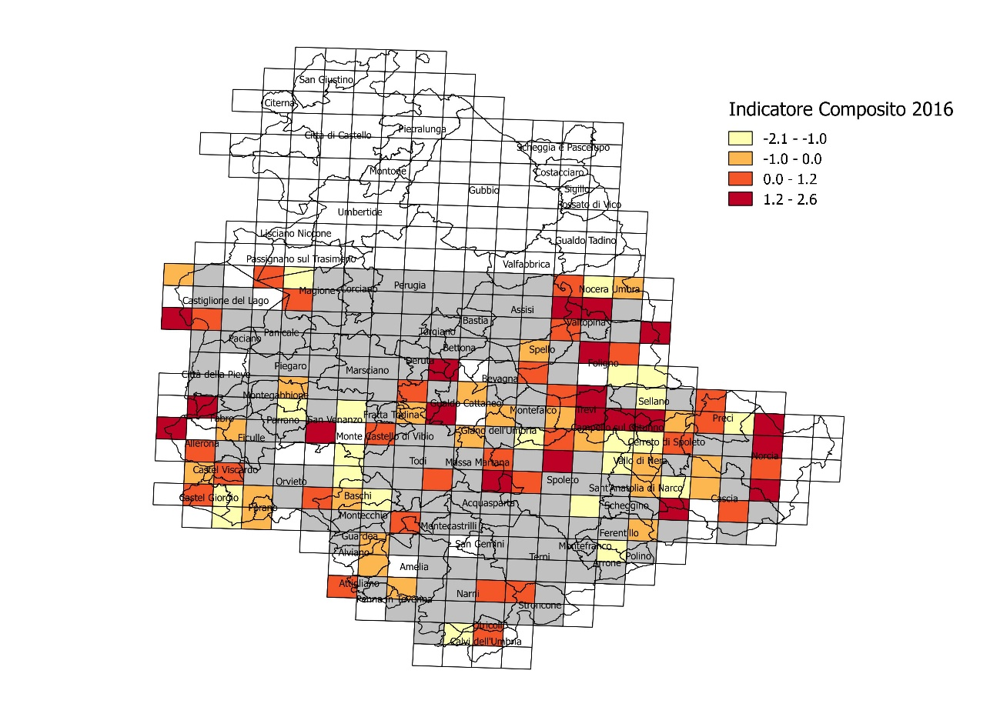 Indicatore Composito 2016
-2.1 - -1.0
-1.0 - 0.0
0.0 - 1.2
1.2 - 2.6
San Giustino
Citerna
Pietralunga
Città di Castello
Scheggia e Pascelupo
Montone
Costacciaro
Gubbio
Sigillo
Fossato di Vico
Umbertide
Lisciano Niccone
Gualdo Tadino
Passignano sul Trasimeno
Valfabbrica
Perugia
Magione
Corciano
Nocera Umbra
Castiglione del Lago
Assisi
Bastia
Valtopina
Torgiano
Panicale
Paciano
Bettona
Spello
Deruta
Foligno
Piegaro
Marsciano
Città della Pieve
Bevagna
Montegabbione
Gualdo Cattaneo
Sellano
Montefalco
Trevi
Fratta Todina
Fabro
Parrano
San Venanzo
Preci
Campello sul Clitunno
Giano dell'Umbria
Monte Castello di Vibio
Ficulle
Allerona
Cerreto di Spoleto
Norcia
Todi
Massa Martana
Vallo di Nera
Castel Viscardo
Orvieto
Spoleto
Sant'Anatolia di Narco
Castel Giorgio
Baschi
Cascia
Acquasparta
Scheggino
Porano
Montecchio
Montecastrilli
Ferentillo
Guardea
San Gemini
Montefranco
Alviano
Terni
Polino
Arrone
Amelia
Attigliano
Narni
Penna in Teverina
Stroncone
Otricoli
Calvi dell'Umbria